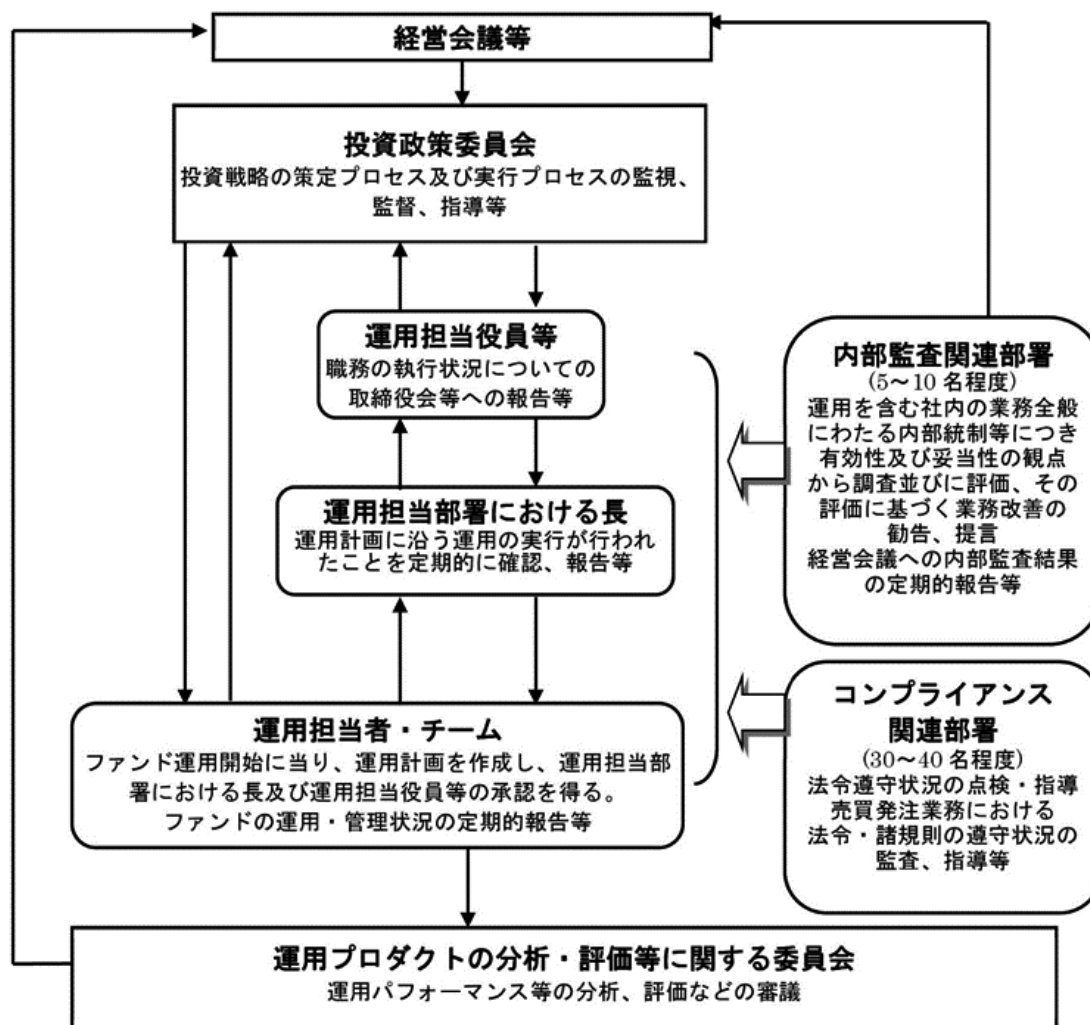 経営会議等
投資政策委員会
投資戦略の策定プロセス及び実行プロセスの監視、
監督、指導等
運用担当役員等
職務の執行状況についての
取締役会等への報告等
運用担当部署における長
運用計画に沿う運用の実行が行われ
たことを定期的に確認、報告等
運用担当者・チーム
ファンド運用開始に当り、運用計画を作成し、運用担当部
署における長及び運用担当役員等の承認を得る。
ファンドの運用・管理状況の定期的報告等
内部監査関連部署
(5～10 名程度)
運用を含む社内の業務全般
にわたる内部統制等につき
有効性及び妥当性の観点
から調査並びに評価、その
評価に基づく業務改善の
勧告、提言
経営会議への内部監査結果
の定期的報告等
コンプライアンス
関連部署
(30～40 名程度)
法令遵守状況の点検・指導
売買発注業務における
法令・諸規則の遵守状況の
監査、指導等
運用プロダクトの分析・評価等に関する委員会
運用パフォーマンス等の分析、評価などの審議